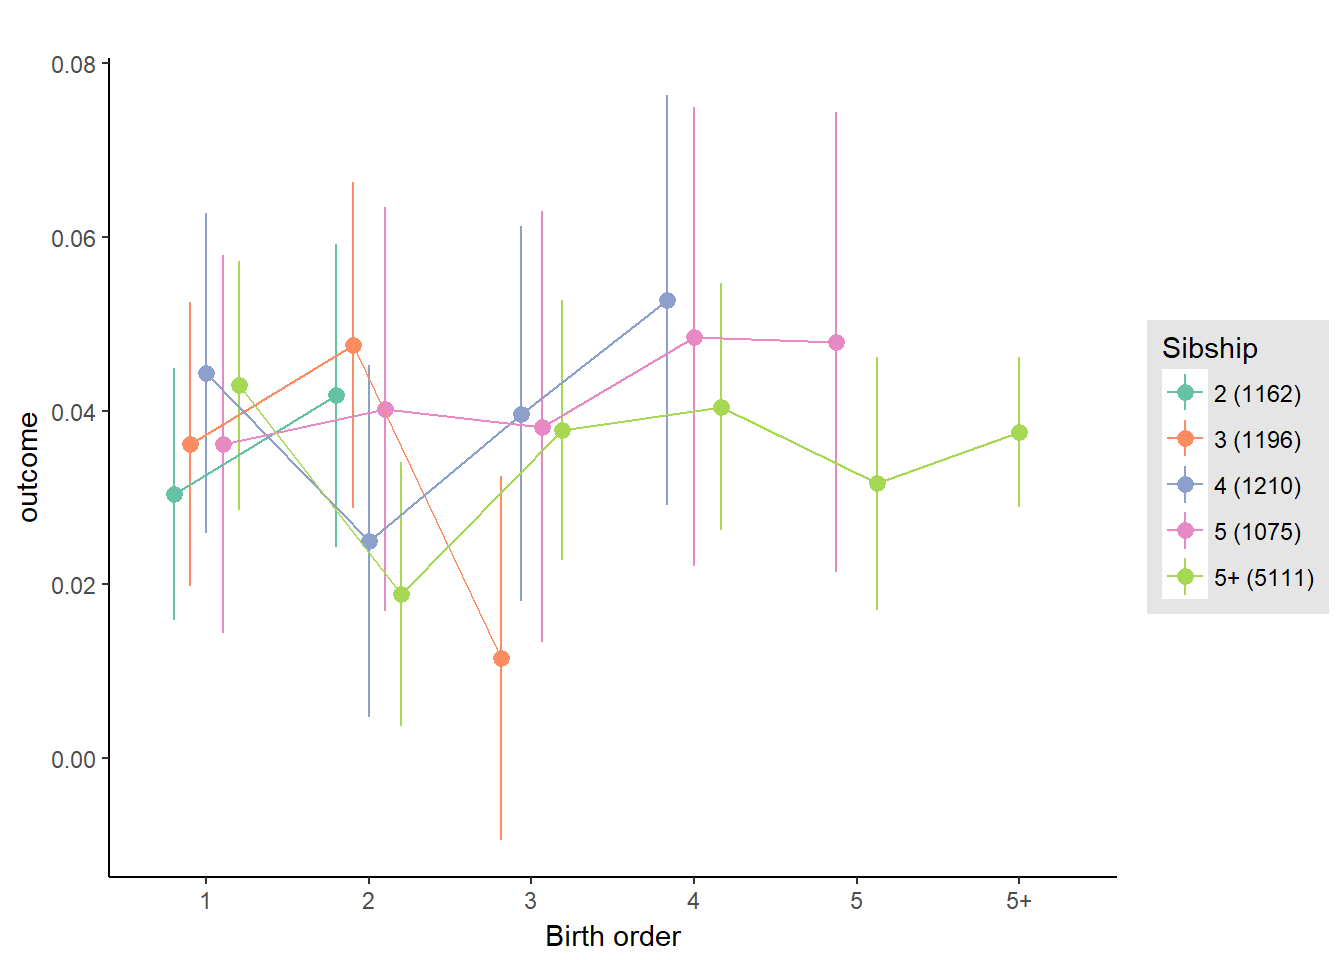 0.08
0.06
0.04
0.02
0.00
outcome
1 2 3 4 5 5+
Birth order
Sibship
2 (1162)
3 (1196)
4 (1210)
5 (1075)
5+ (5111)